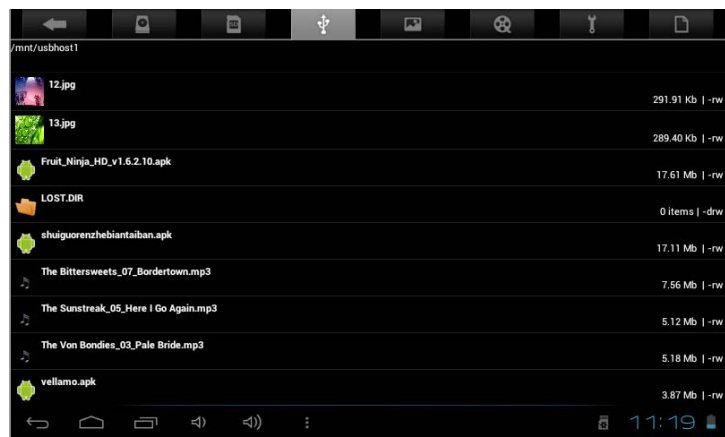 /mnt/usbhost1
12.jpg
291.91 Kb | -rw
13.jpg
289.40 Kb | -rw
Fruit_Ninja_HD_v1.6.2.10.apk
17.61 Mb | -rw
LOST.DIR
0 items | -drw
shuiguorenzhebiantaiban.apk
17.11 Mb | -rw
The Bittersweets_07_Bordertown.mp3
7.56 Mb | -rw
The Sunstreak_05_Here I Go Again.mp3
5.12 Mb | -rw
The Von Bondies_03_Pale Bride.mp3
5.18 Mb | -rw
vellamo.apk
3.87 Mb | -rw
11:19